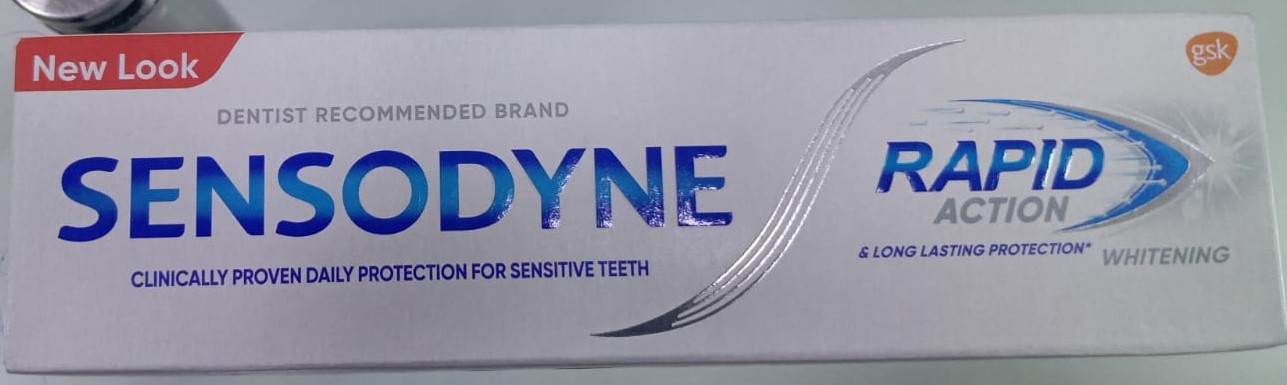 New Look
gsk
DENTIST RECOMMENDED BRAND
SENSODYNE
CLINICALLY PROVEN DAILY PROTECTION FOR SENSITIVE TEETH
RAPID
ACTION
& LONG LASTING PROTECTION*
WHITENING